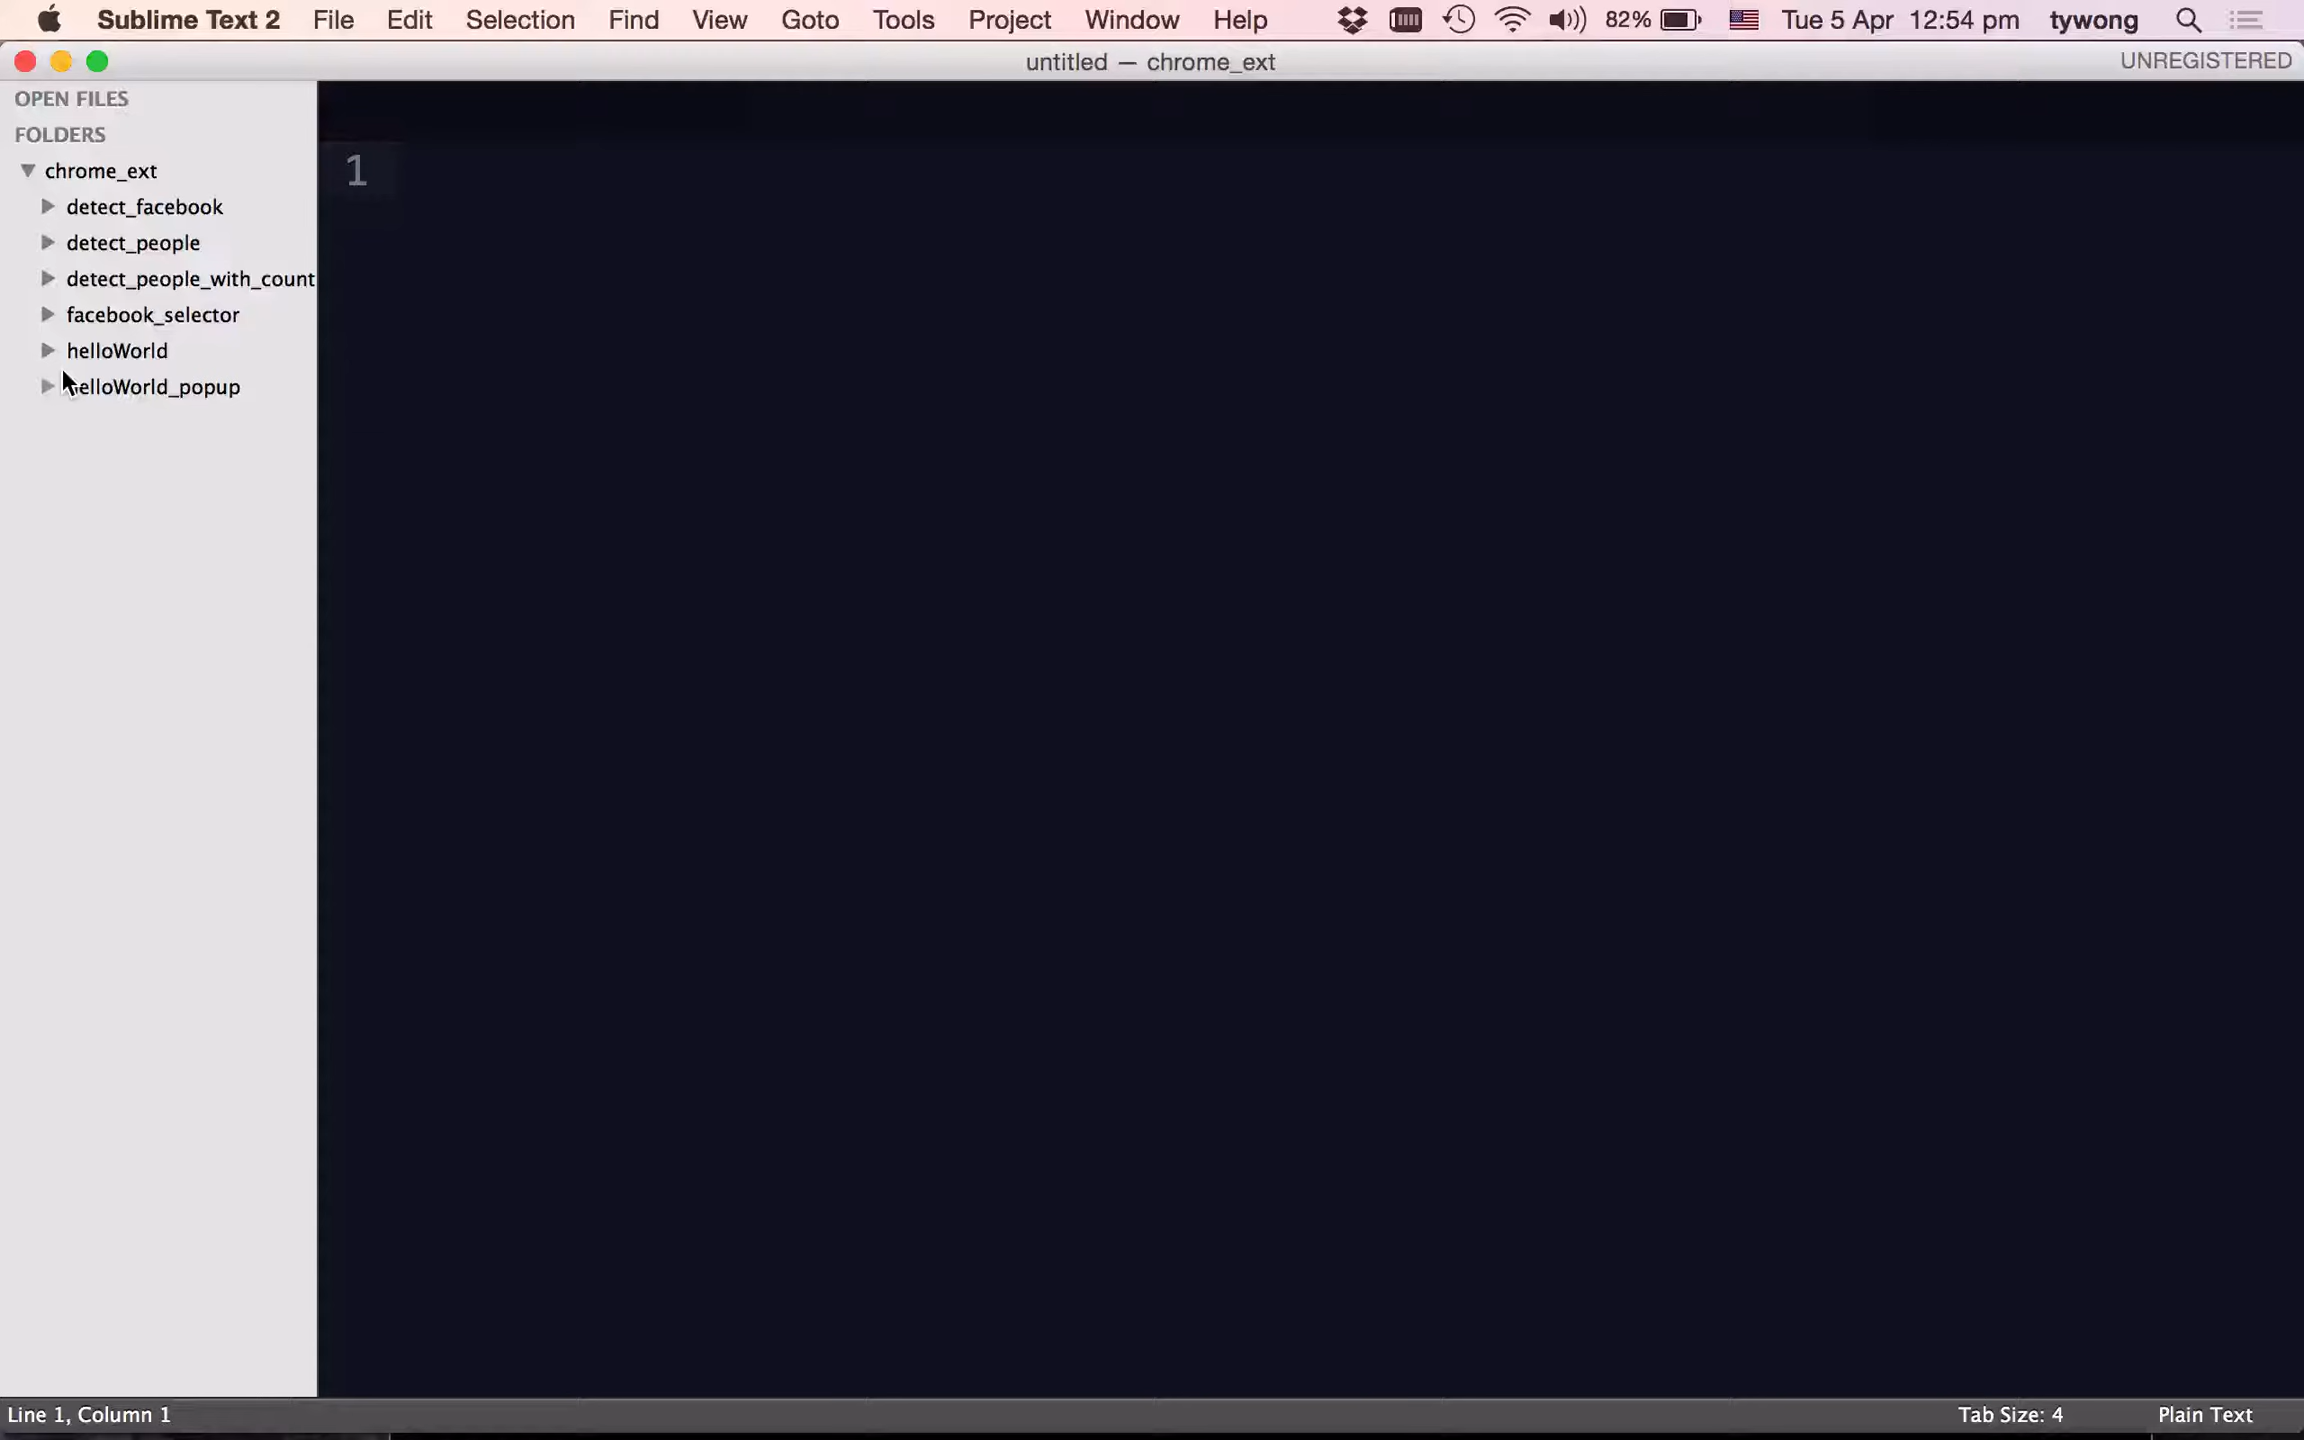 Sublime Text 2 File Edit Selection Find View Goto Tools Project Window Help 82% Tue 5 Apr 12:54 pm tywong
untitled — chrome_ext UNREGISTERED
OPEN FILES
FOLDERS
chrome_ext
1
detect_facebook
detect_people
detect_people_with_count
facebook_selector
helloWorld
elloWorld_popup
Line 1, Column 1 Tab Size: 4 Plain Text